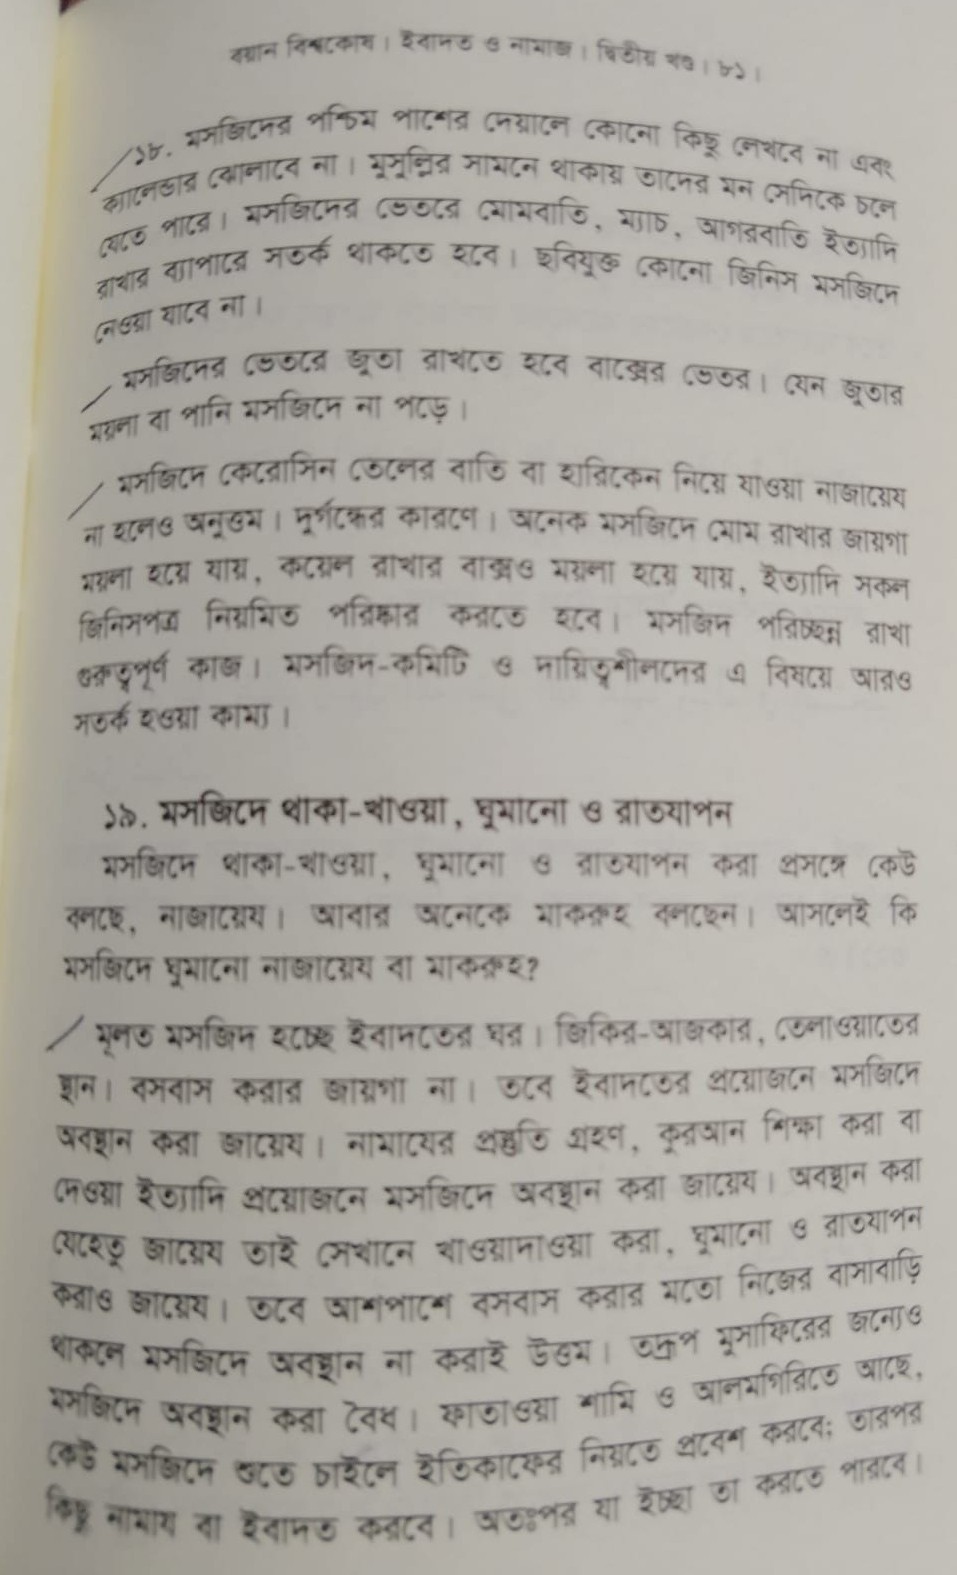 বয়ান বিশ্বকোষ । ইবাদত ও নামাজ । দ্বিতীয় খণ্ড । ৮১ ।
১৮. মসজিদের পশ্চিম পাশের দেয়ালে কোনো কিছু লেখবে না এবং
ক্যালেন্ডার ঝোলাবে না । মুসুল্লির সামনে থাকায় তাদের মন সেদিকে চলে
যেতে পারে । মসজিদের ভেতরে মোমবাতি, ম্যাচ, আগরবাতি ইত্যাদি
রাখার ব্যাপারে সতর্ক থাকতে হবে । ছবিযুক্ত কোনো জিনিস মসজিদে
নেওয়া যাবে না ।
মসজিদের ভেতরে জুতা রাখতে হবে বাক্সের ভেতর । যেন জুতার
ময়লা বা পানি মসজিদে না পড়ে ।
মসজিদে কেরোসিন তেলের বাতি বা হারিকেন নিয়ে যাওয়া নাজায়েয
না হলেও অনুত্তম । দুর্গন্ধের কারণে । অনেক মসজিদে মোম রাখার জায়গা
ময়লা হয়ে যায়, কয়েল রাখার বাক্সও ময়লা হয়ে যায়, ইত্যাদি সকল
জিনিসপত্র নিয়মিত পরিষ্কার করতে হবে । মসজিদ পরিচ্ছন্ন রাখা
গুরুত্বপূর্ণ কাজ । মসজিদ-কমিটি ও দায়িত্বশীলদের এ বিষয়ে আরও
সতর্ক হওয়া কাম্য ।
১৯. মসজিদে থাকা-খাওয়া, ঘুমানো ও রাতযাপন
মসজিদে থাকা-খাওয়া, ঘুমানো ও রাতযাপন করা প্রসঙ্গে কেউ
বলছে, নাজায়েয । আবার অনেকে মাকরুহ বলছেন । আসলেই কি
মসজিদে ঘুমানো নাজায়েয বা মাকরুহ?
মূলত মসজিদ হচ্ছে ইবাদতের ঘর । জিকির-আজকার, তেলাওয়াতের
স্থান । বসবাস করার জায়গা না । তবে ইবাদতের প্রয়োজনে মসজিদে
অবস্থান করা জায়েয । নামাযের প্রস্তুতি গ্রহণ, কুরআন শিক্ষা করা বা
দেওয়া ইত্যাদি প্রয়োজনে মসজিদে অবস্থান করা জায়েয । অবস্থান করা
যেহেতু জায়েয তাই সেখানে খাওয়াদাওয়া করা, ঘুমানো ও রাতযাপন
করাও জায়েয । তবে আশপাশে বসবাস করার মতো নিজের বাসাবাড়ি
থাকলে মসজিদে অবস্থান না করাই উত্তম । তদ্রূপ মুসাফিরের জন্যেও
মসজিদে অবস্থান করা বৈধ । ফাতাওয়া শামি ও আলমগিরিতে আছে,
কেউ মসজিদে শুতে চাইলে ইতিকাফের নিয়তে প্রবেশ করবে; তারপর
কিছু নামায বা ইবাদত করবে । অতঃপর যা ইচ্ছা তা করতে পারবে ।